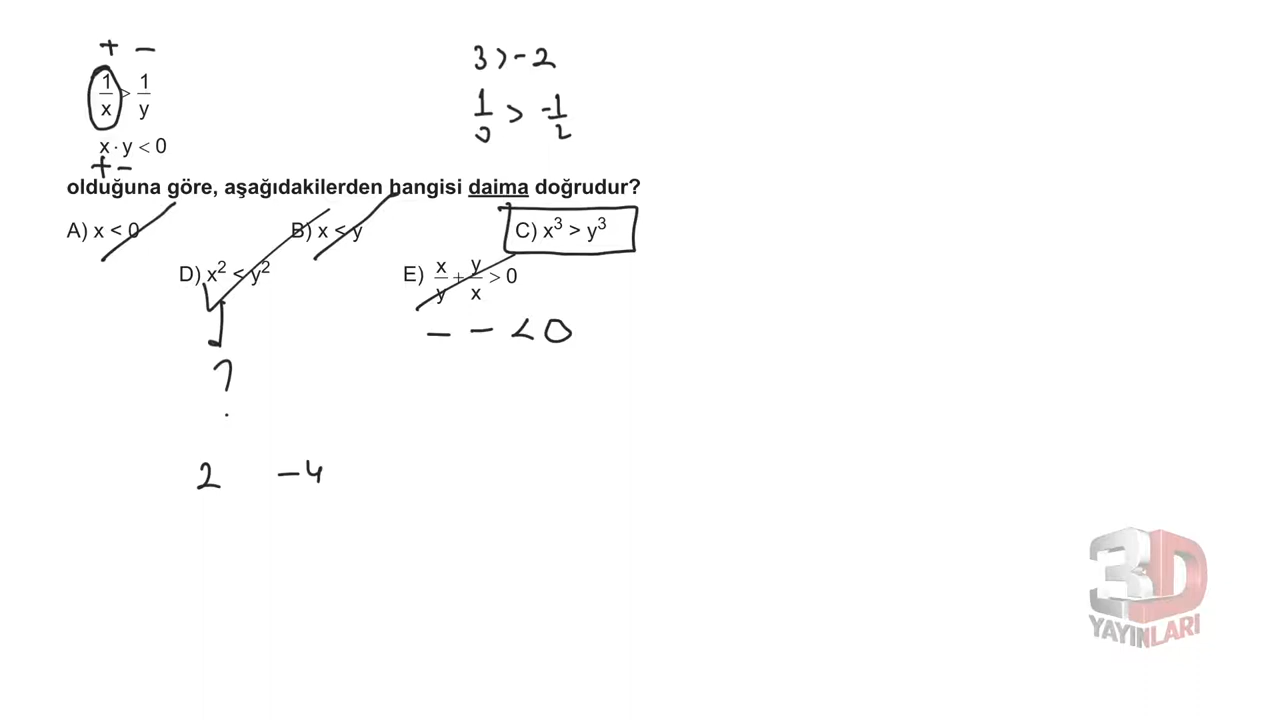 + −
1/x > 1/y
x · y < 0
+ −
3 > -2
1/0 > -1/2
olduğuna göre, aşağıdakilerden hangisi daima doğrudur?
A) x < 0 B) x < y C) x³ > y³
D) x² < y² E) x/y + y/x > 0
− − < 0
?
2 −4
3D
YAYINLARI